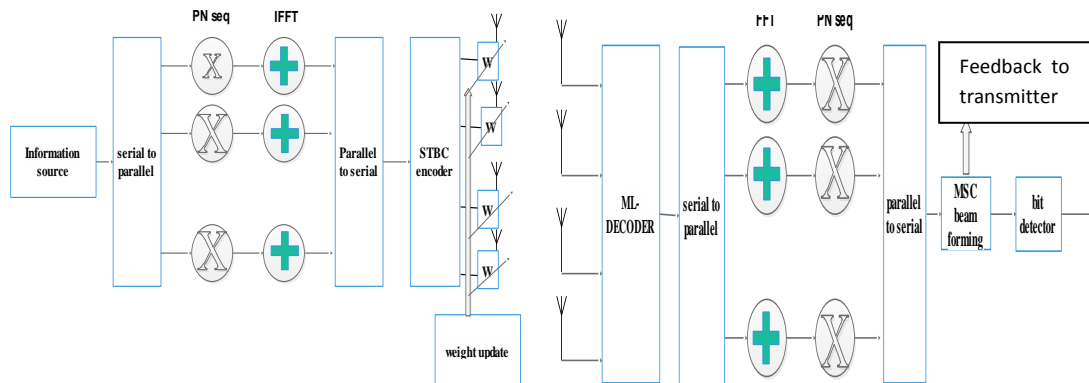 PN seq
IFFT
Information
source
serial to
parallel
X
X
X
Parallel
to serial
STBC
encoder
W
W
W
W
weight update
ML-
DECODER
serial to
parallel
FFT
PN seq
X
X
X
parallel
to serial
Feedback to
transmitter
MSC
beam
forming
bit
detector